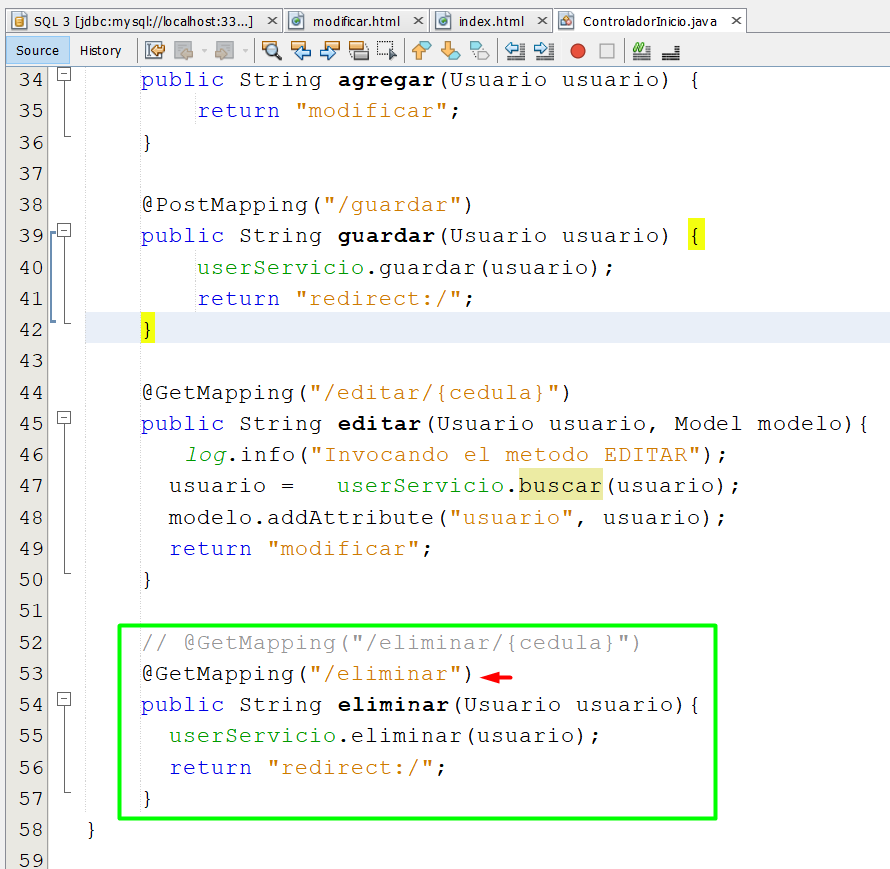 SQL 3 [jdbc:mysql://localhost:33...] modificar.html index.html ControladorInicio.java
Source History
34 public String agregar(Usuario usuario) {
35 return "modificar";
36 }
37
38 @PostMapping("/guardar")
39 public String guardar(Usuario usuario) {
40 userServicio.guardar(usuario);
41 return "redirect:/";
42 }
43
44 @GetMapping("/editar/{cedula}")
45 public String editar(Usuario usuario, Model modelo){
46 log.info("Invocando el metodo EDITAR");
47 usuario =   userServicio.buscar(usuario);
48 modelo.addAttribute("usuario", usuario);
49 return "modificar";
50 }
51
52 // @GetMapping("/eliminar/{cedula}")
53 @GetMapping("/eliminar")
54 public String eliminar(Usuario usuario){
55 userServicio.eliminar(usuario);
56 return "redirect:/";
57 }
58 }
59